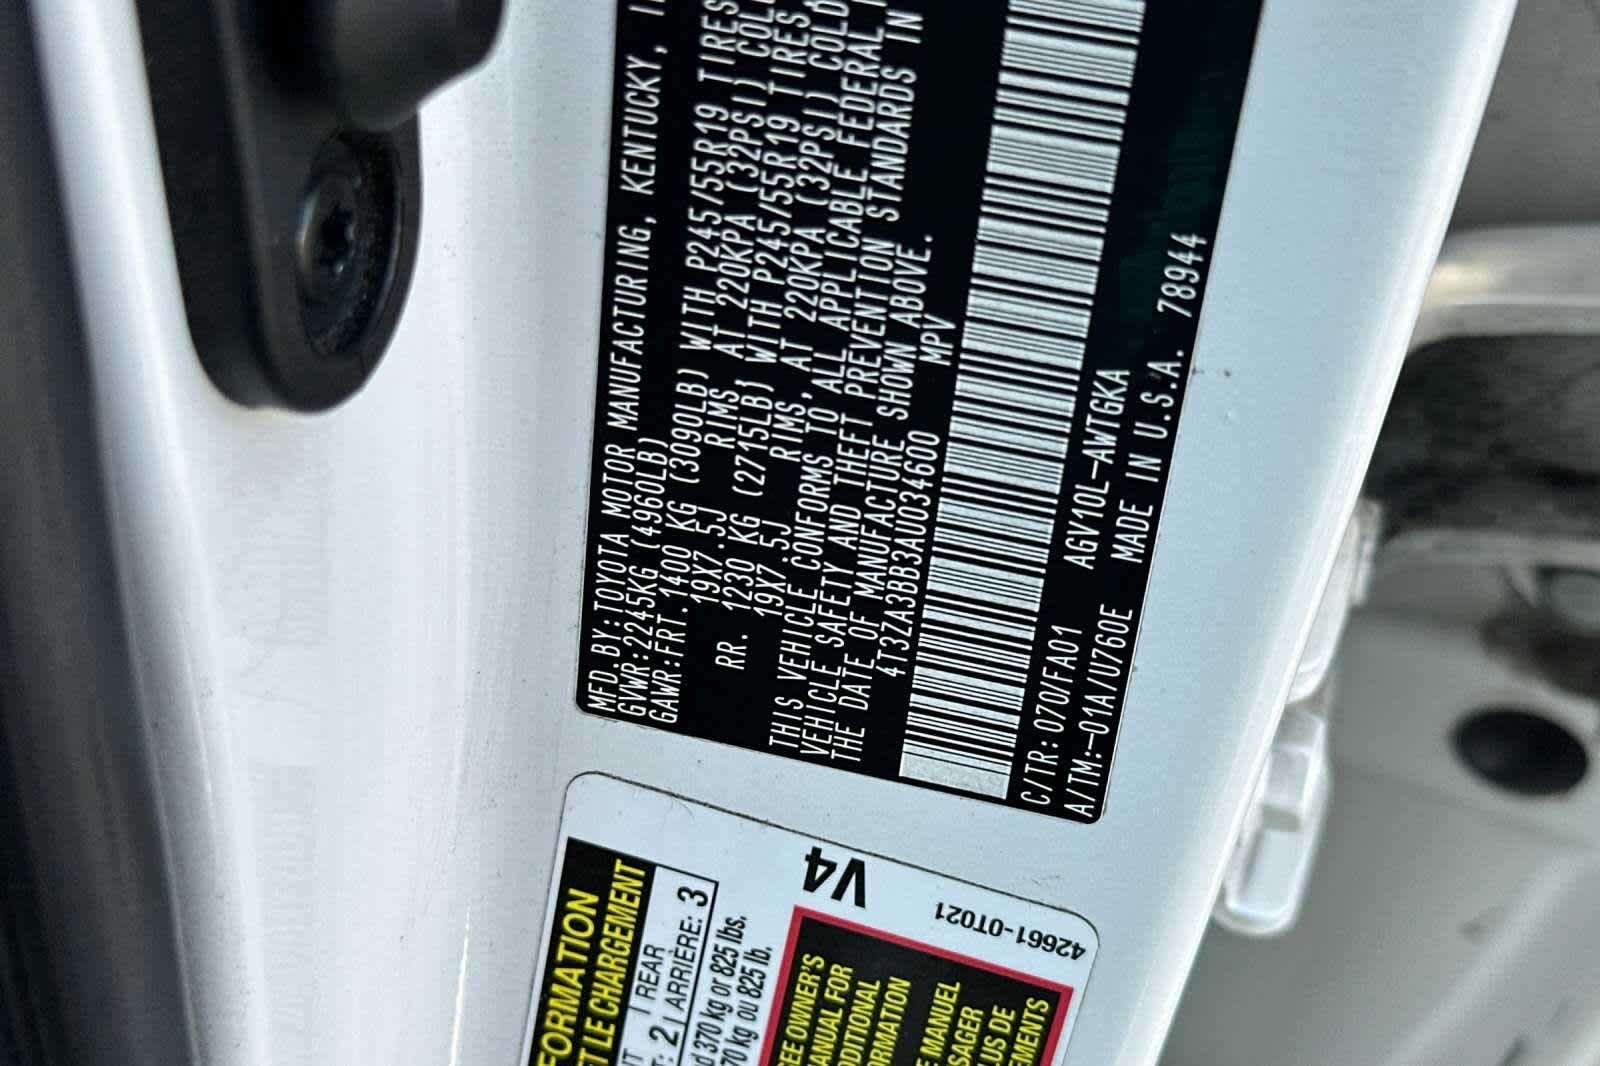 MFD.BY:TOYOTA MOTOR MANUFACTURING, KENTUCKY,
GVWR:2245KG (4960LB)
GAWR:FRT.1400 KG (3090LB) WITH P245/55R19 TIRES
19X7.5J RIMS AT 220KPA (32PSI) COLD
RR. 1230 KG (2715LB) WITH P245/55R19 TIRES,
19X7.5J RIMS, AT 220KPA (32PSI) COLD
THIS VEHICLE CONFORMS TO ALL APPLICABLE FEDERAL
VEHICLE SAFETY AND THEFT PREVENTION STANDARDS IN
THE DATE OF MANUFACTURE SHOWN ABOVE.
4T3ZA3BB3AU034600 MPV
C/TR:070/FA01 AGV10L-AWTGKA
A/TM:-01A/U760E MADE IN U.S.A. 78944
V4
42661-0T021
FORMATION
ET LE CHARGEMENT
REAR
2 ARRIÈRE: 3
370 kg or 825 lbs.
70 kg ou 825 lb.
SEE OWNER'S
MANUAL FOR
ADDITIONAL
FORMATION
LE MANUEL
PLUS DE